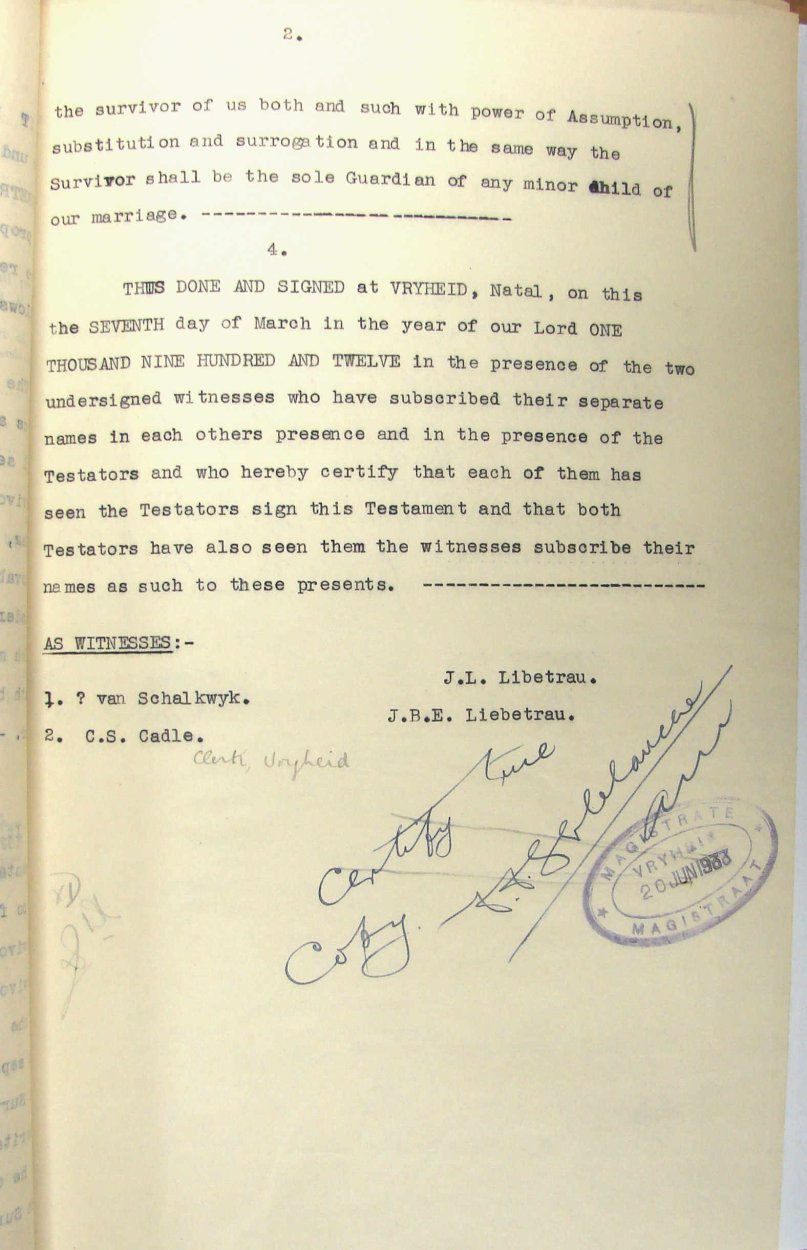 2.
the survivor of us both and such with power of Assumption,
substitution and surrogation and in the same way the
Survivor shall be the sole Guardian of any minor child of
our marriage. ----------------------------
4.
THUS DONE AND SIGNED at VRYHEID, Natal, on this
the SEVENTH day of March in the year of our Lord ONE
THOUSAND NINE HUNDRED AND TWELVE in the presence of the two
undersigned witnesses who have subscribed their separate
names in each others presence and in the presence of the
Testators and who hereby certify that each of them has
seen the Testators sign this Testament and that both
Testators have also seen them the witnesses subscribe their
names as such to these presents. -------------------------
AS WITNESSES:-
J.L. Libetrau.
1. ? van Schalkwyk.
J.B.E. Liebetrau.
2. C.S. Cadle.
Clerk, Vryheid
Certify true
Copy.
MAGISTRATE
VRYHEID
20 JUN 1933
MAGISTRAAT